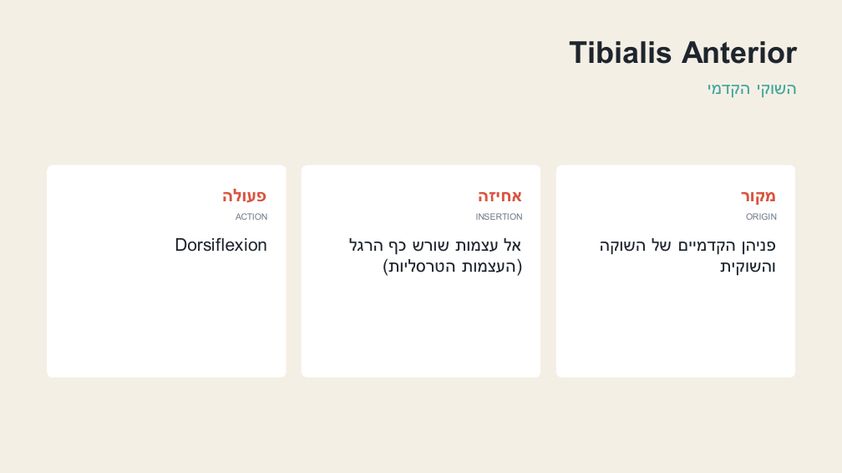 Tibialis Anterior
השוקי הקדמי
מקור
ORIGIN
פניהן הקדמיים של השוקה
והשוקית
אחיזה
INSERTION
אל עצמות שורש כף הרגל
(העצמות הטרסליות)
פעולה
ACTION
Dorsiflexion